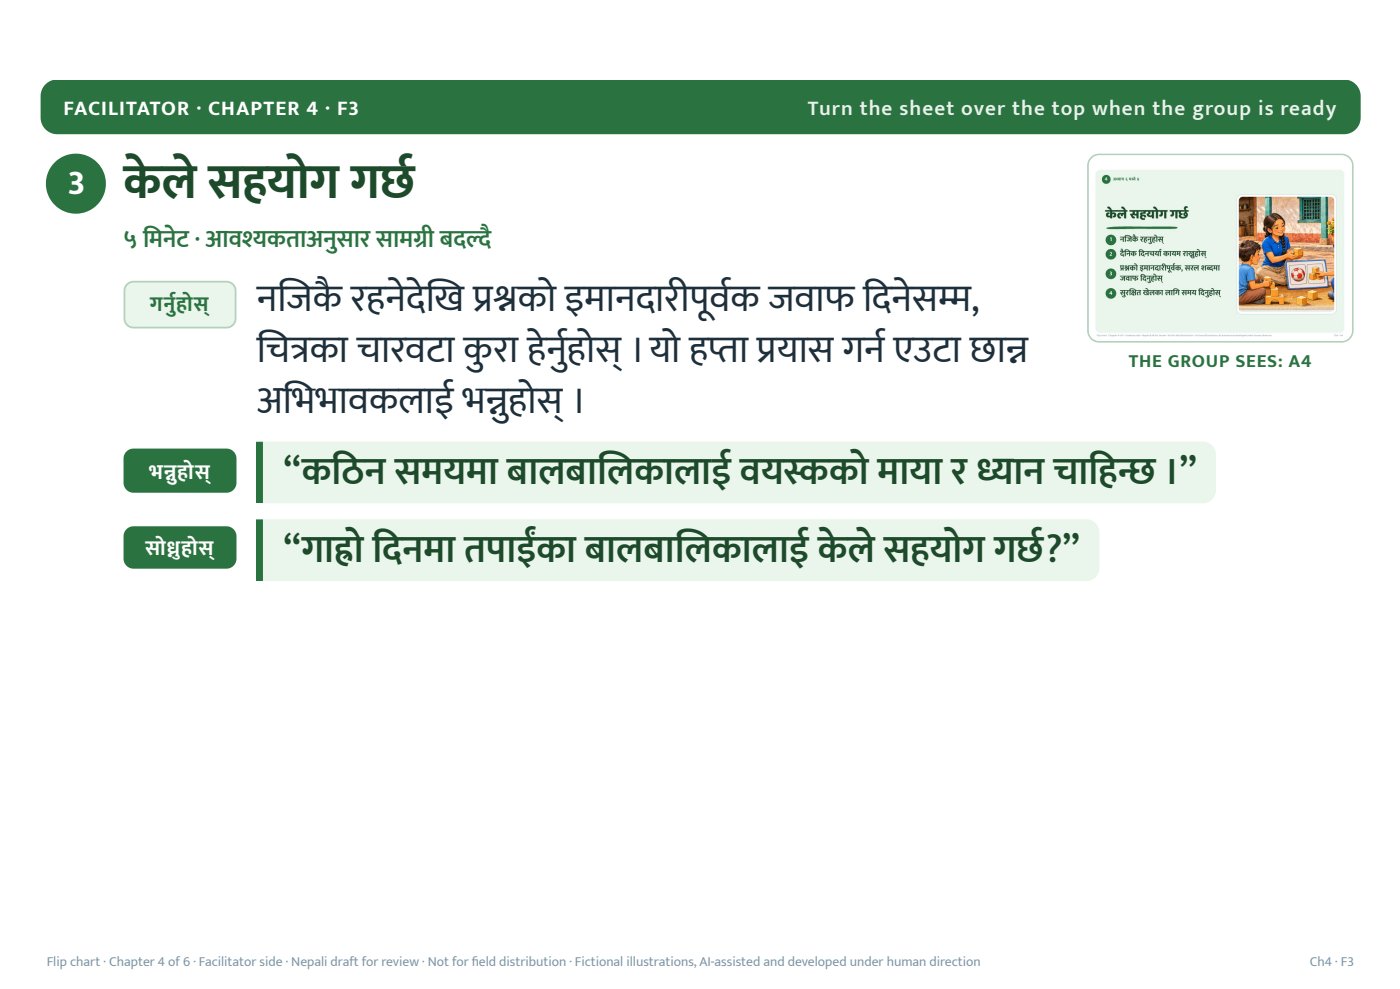 FACILITATOR · CHAPTER 4 · F3
Turn the sheet over the top when the group is ready
3
केले सहयोग गर्छ
५ मिनेट · आवश्यकताअनुसार सामग्री बदल्दै
गर्नुहोस्
नजिकै रहनेदेखि प्रश्नको इमानदारीपूर्वक जवाफ दिनेसम्म,
चित्रका चारवटा कुरा हेर्नुहोस् । यो हप्ता प्रयास गर्न एउटा छान्न
अभिभावकलाई भन्नुहोस् ।
भन्नुहोस्
“कठिन समयमा बालबालिकालाई वयस्कको माया र ध्यान चाहिन्छ ।”
सोध्नुहोस्
“गाह्रो दिनमा तपाईंका बालबालिकालाई केले सहयोग गर्छ?”
केले सहयोग गर्छ
1 नजिकै रहनुहोस्
2 दैनिक दिनचर्या कायम राख्नुहोस्
3 प्रश्नको इमानदारीपूर्वक, सरल शब्दमा
जवाफ दिनुहोस्
4 सुरक्षित खेलका लागि समय दिनुहोस्
THE GROUP SEES: A4
Flip chart · Chapter 4 of 6 · Facilitator side · Nepali draft for review · Not for field distribution · Fictional illustrations, AI-assisted and developed under human direction
Ch4 · F3